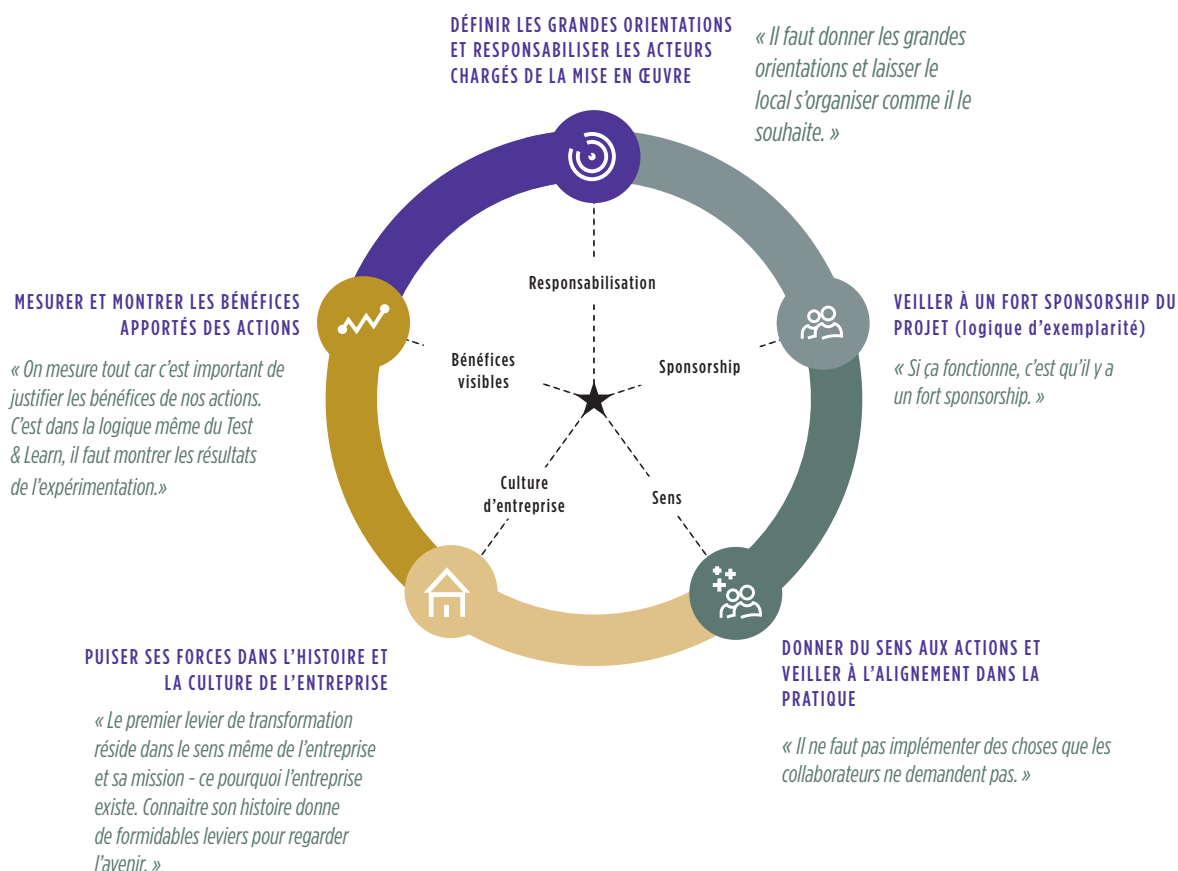 DÉFINIR LES GRANDES ORIENTATIONS
ET RESPONSABILISER LES ACTEURS
CHARGÉS DE LA MISE EN ŒUVRE
« Il faut donner les grandes
orientations et laisser le
local s'organiser comme il le
souhaite. »
Responsabilisation
MESURER ET MONTRER LES BÉNÉFICES
APPORTÉS DES ACTIONS
« On mesure tout car c'est important de
justifier les bénéfices de nos actions.
C'est dans la logique même du Test
& Learn, il faut montrer les résultats
de l'expérimentation.»
Bénéfices
visibles
Sponsorship
VEILLER À UN FORT SPONSORSHIP DU
PROJET (logique d'exemplarité)
« Si ça fonctionne, c'est qu'il y a
un fort sponsorship. »
Culture
d'entreprise
Sens
PUISER SES FORCES DANS L'HISTOIRE ET
LA CULTURE DE L'ENTREPRISE
« Le premier levier de transformation
réside dans le sens même de l'entreprise
et sa mission - ce pourquoi l'entreprise
existe. Connaitre son histoire donne
de formidables leviers pour regarder
l'avenir. »
DONNER DU SENS AUX ACTIONS ET
VEILLER À L'ALIGNEMENT DANS LA
PRATIQUE
« Il ne faut pas implémenter des choses que les
collaborateurs ne demandent pas. »